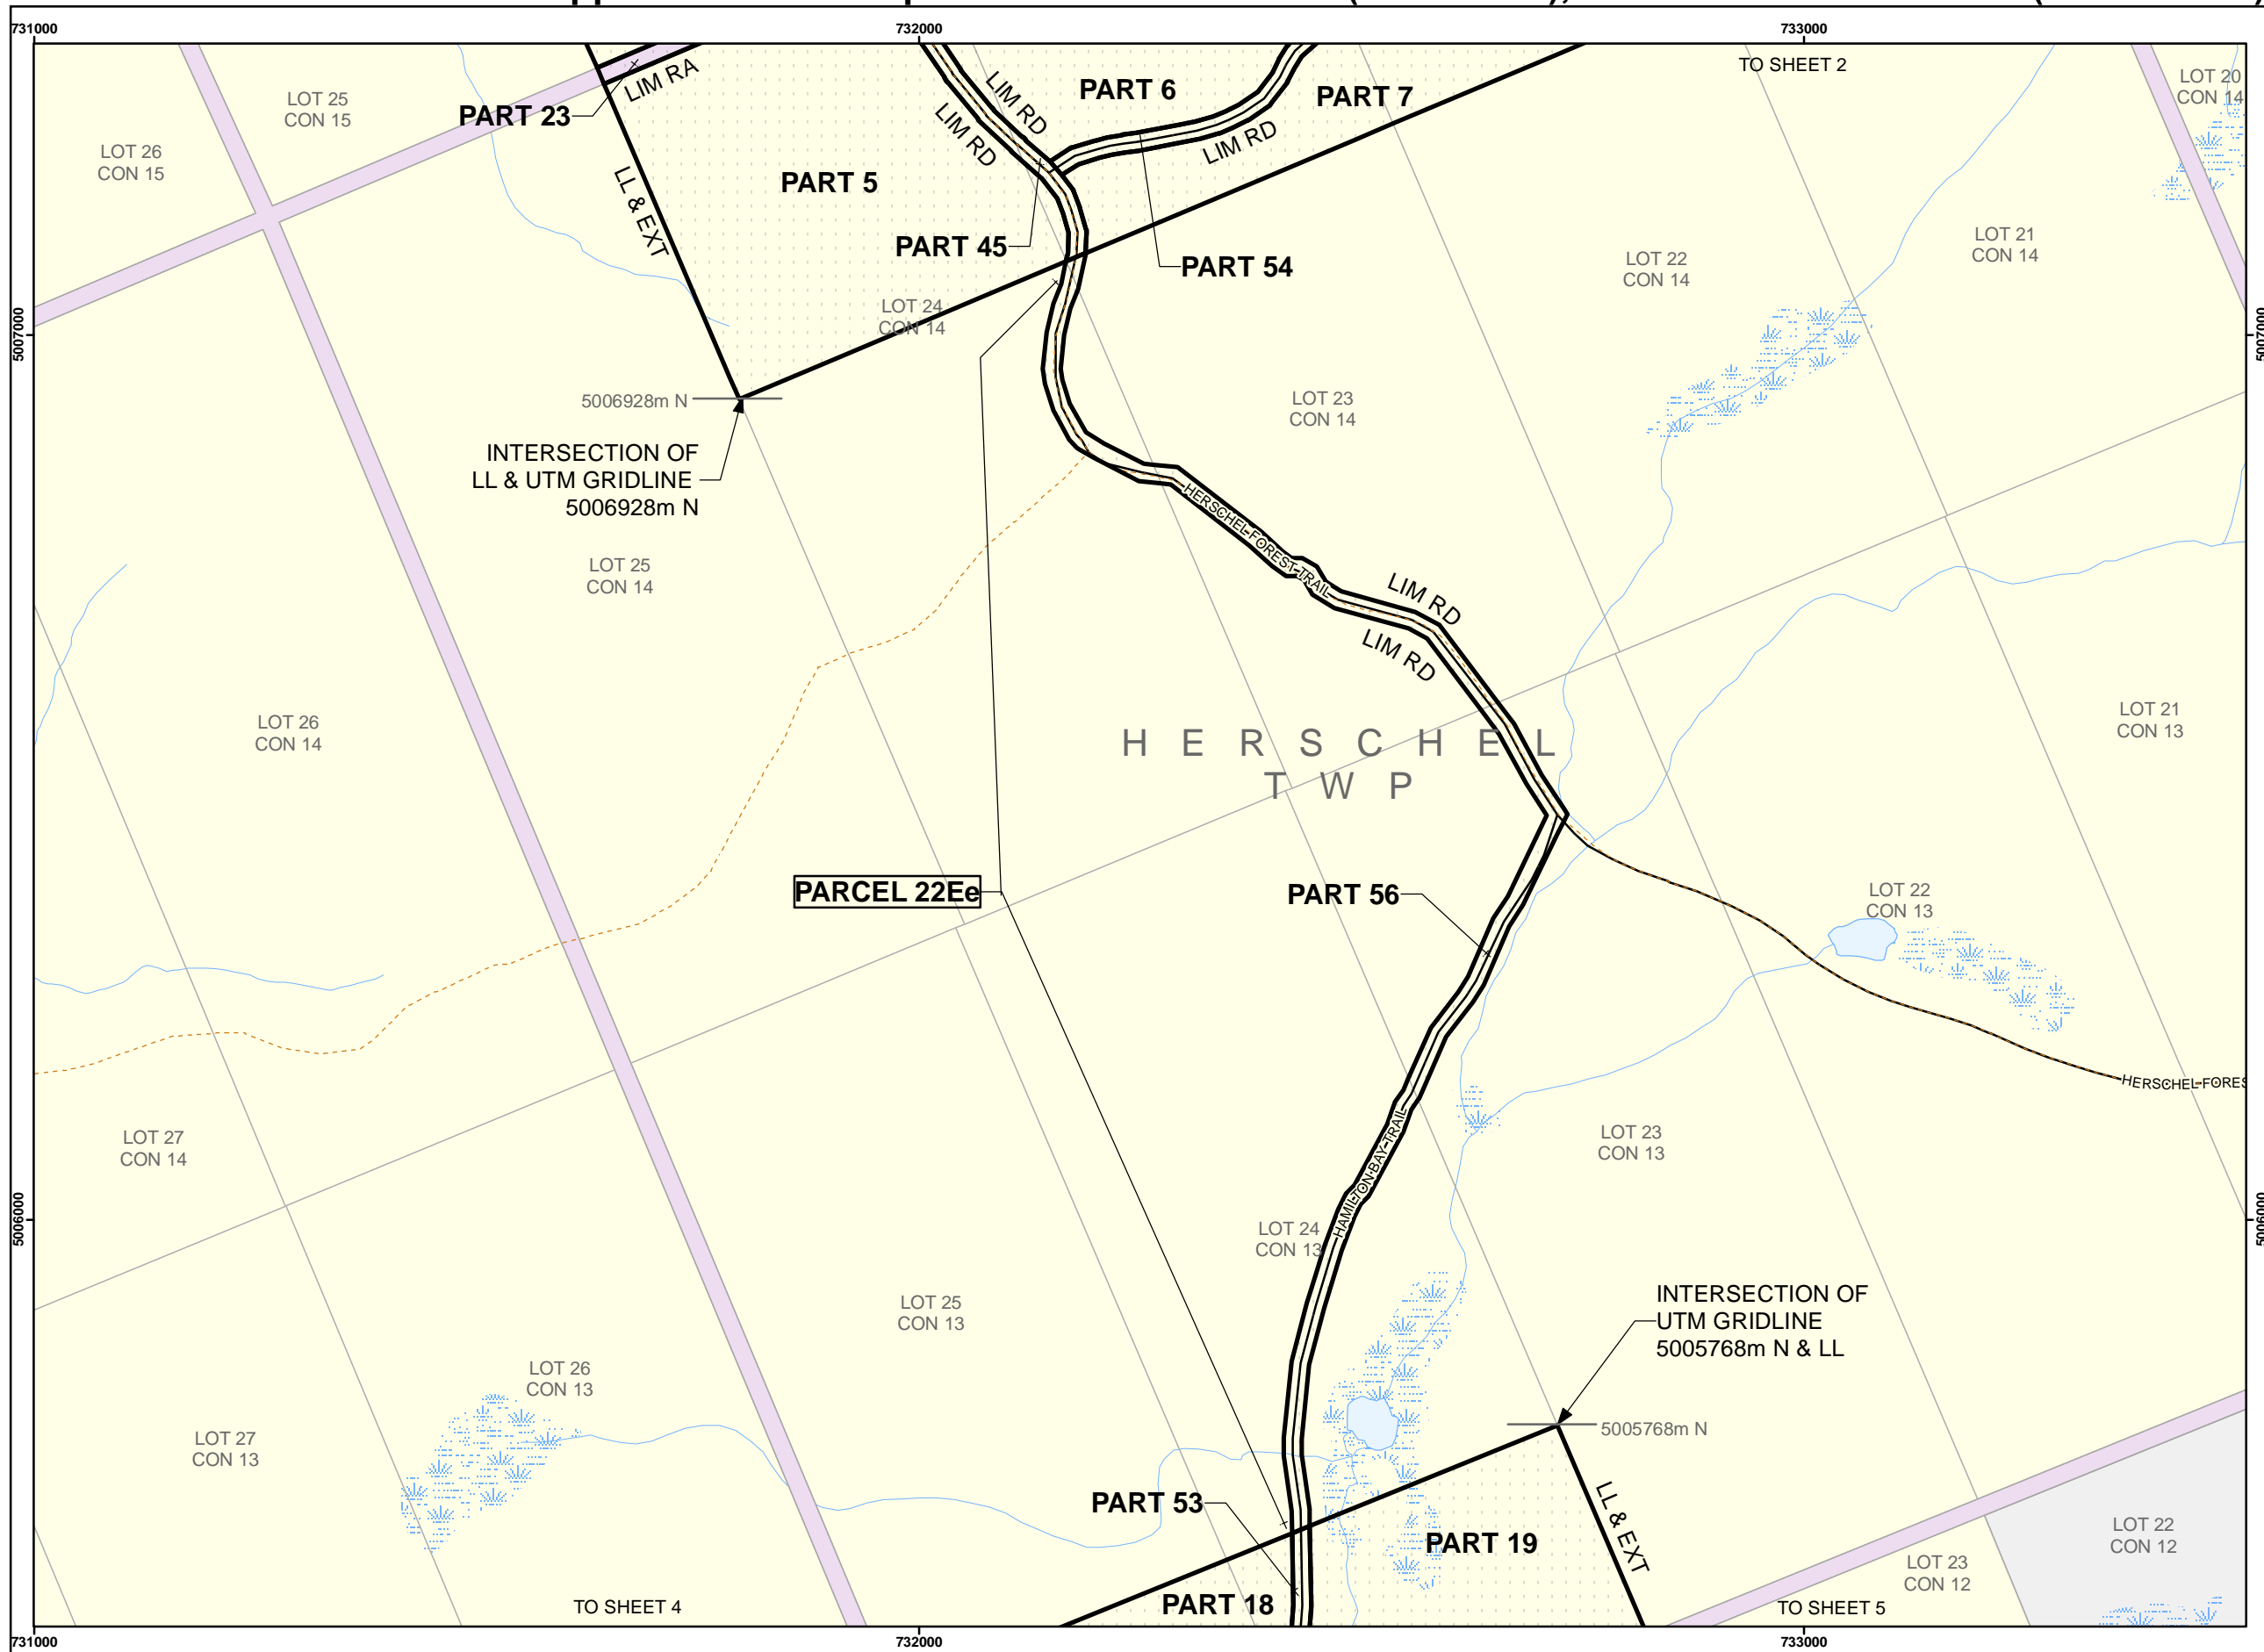 731000
732000
733000
TO SHEET 2
LOT 20
CON 14
LOT 25
CON 15
LIM RA
PART 23
LIM RD
LIM RD
PART 6
PART 7
LIM RD
LOT 26
CON 15
PART 5
LL & EXT
PART 45
PART 54
LOT 22
CON 14
LOT 21
CON 14
LOT 24
CON 14
5007000
5007000
5006928m N
LOT 23
CON 14
INTERSECTION OF
LL & UTM GRIDLINE
5006928m N
HERSCHEL FOREST TRAIL
LOT 25
CON 14
LIM RD
LIM RD
LOT 26
CON 14
HERSCHEL
TWP
LOT 21
CON 13
PARCEL 22Ee
PART 56
LOT 22
CON 13
HERSCHEL FORES
LOT 27
CON 14
LOT 23
CON 13
HAMILTON BAY TRAIL
5006000
5006000
LOT 24
CON 13
LOT 25
CON 13
INTERSECTION OF
UTM GRIDLINE
5005768m N & LL
LOT 26
CON 13
5005768m N
LOT 27
CON 13
PART 53
LL & EXT
PART 19
LOT 22
CON 12
LOT 23
CON 12
PART 18
TO SHEET 4
TO SHEET 5
731000
732000
733000